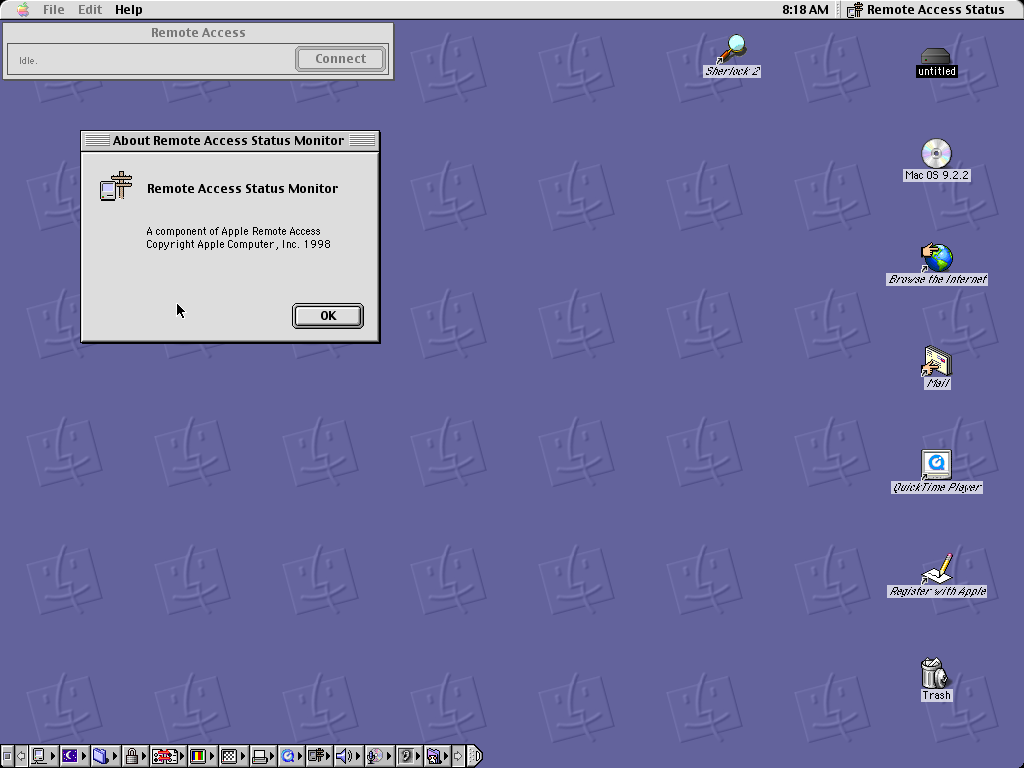 File Edit Help
8:18 AM Remote Access Status
Remote Access
Idle.
Connect
Sherlock 2
untitled
About Remote Access Status Monitor
Remote Access Status Monitor
A component of Apple Remote Access
Copyright Apple Computer, Inc. 1998
OK
Mac OS 9.2.2
Browse the Internet
Mail
QuickTime Player
Register with Apple
Trash